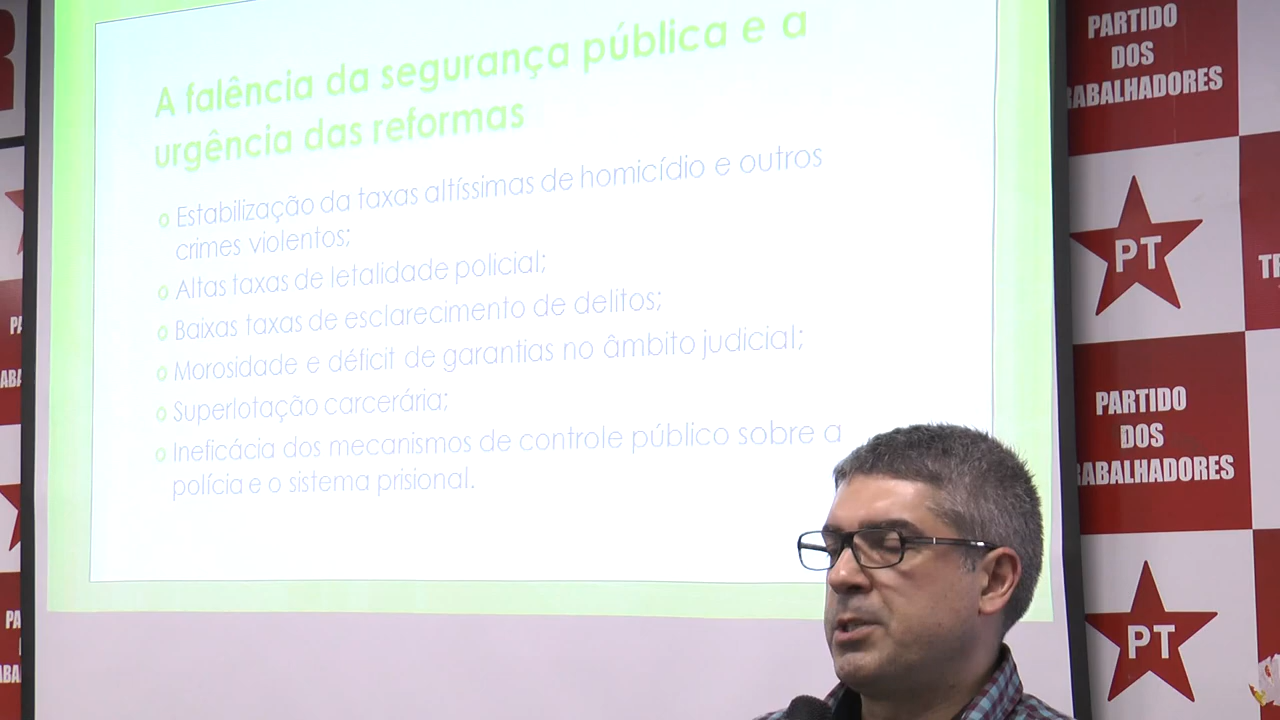 A falência da segurança pública e a
urgência das reformas
Estabilização da taxas altíssimas de homicídio e outros
crimes violentos;
Altas taxas de letalidade policial;
Baixas taxas de esclarecimento de delitos;
Morosidade e déficit de garantias no âmbito judicial;
Superlotação carcerária;
Ineficácia dos mecanismos de controle público sobre a
polícia e o sistema prisional.
PARTIDO
DOS
RABALHADORES
PT
PARTIDO
DOS
RABALHADORES
PT